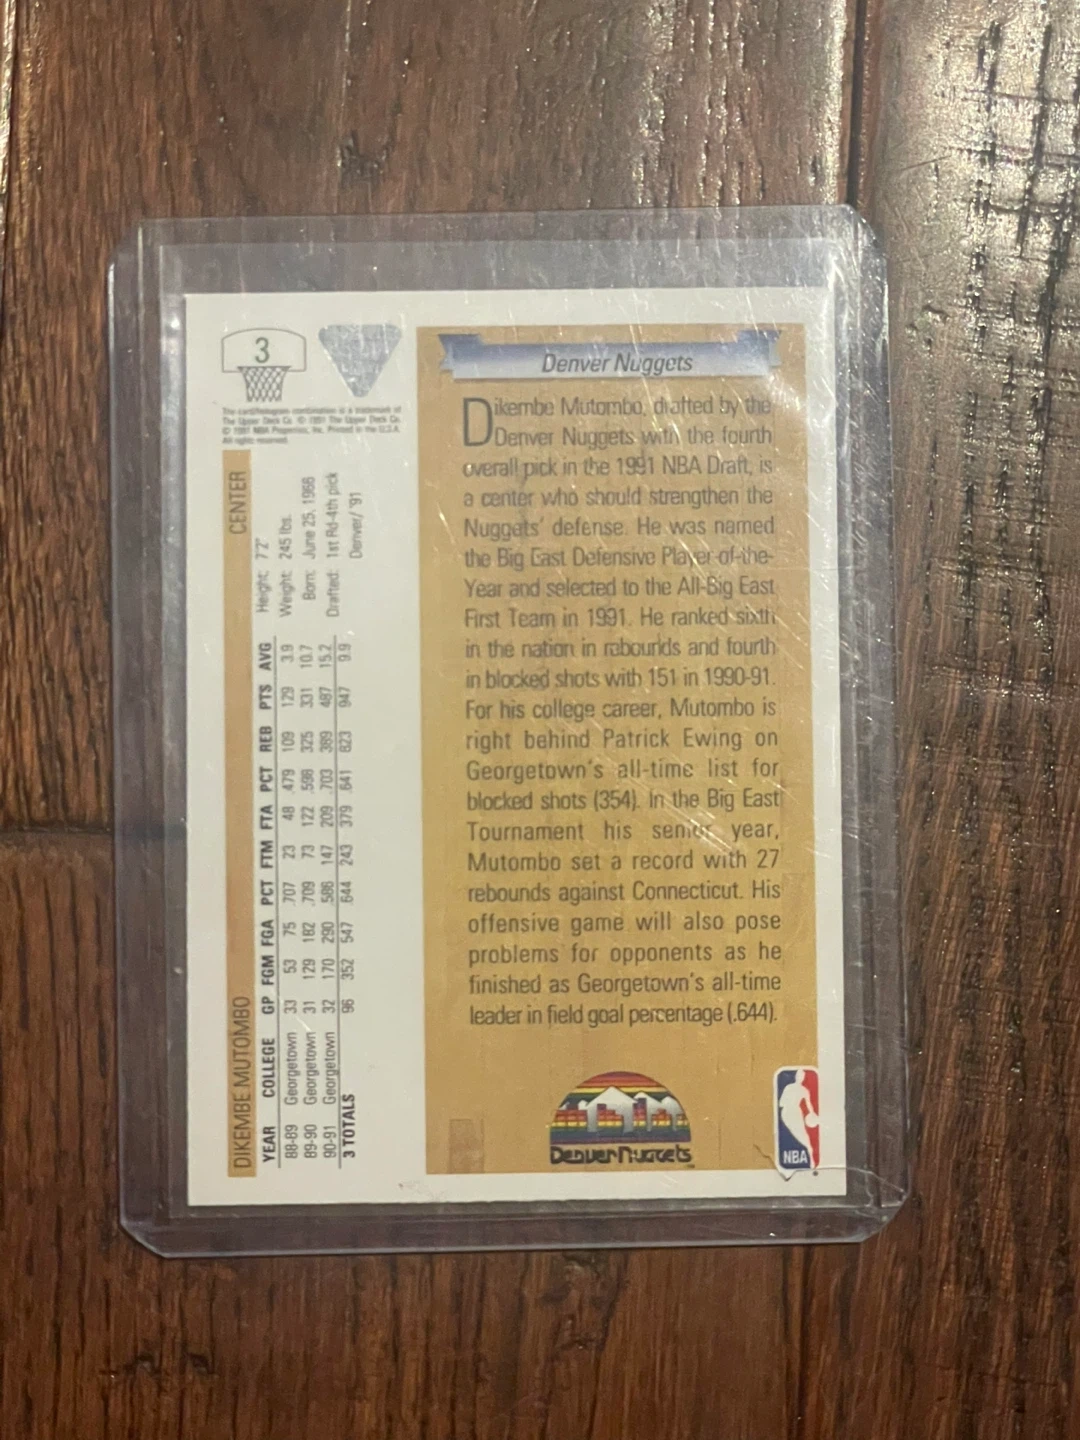 3
The card/hologram combination is a trademark of
The Upper Deck Co. © 1991 The Upper Deck Co.
© 1991 NBA Properties, Inc. Printed in the U.S.A.
All rights reserved.
DIKEMBE MUTOMBO CENTER
Height: 7'2"
Weight: 245 lbs.
Born: June 25, 1966
Drafted: 1st Rd-4th pick
Denver/ '91
YEAR COLLEGE GP FGM FGA PCT FTM FTA PCT REB PTS AVG
88-89 Georgetown 33 53 75 .707 23 48 .479 109 129 3.9
89-90 Georgetown 31 129 182 .709 73 122 .598 325 331 10.7
90-91 Georgetown 32 170 290 .586 147 209 .703 389 487 15.2
3 TOTALS 96 352 547 .644 243 379 .641 823 947 9.9
Denver Nuggets
Dikembe Mutombo, drafted by the
Denver Nuggets with the fourth
overall pick in the 1991 NBA Draft, is
a center who should strengthen the
Nuggets' defense. He was named
the Big East Defensive Player-of-the-
Year and selected to the All-Big East
First Team in 1991. He ranked sixth
in the nation in rebounds and fourth
in blocked shots with 151 in 1990-91.
For his college career, Mutombo is
right behind Patrick Ewing on
Georgetown's all-time list for
blocked shots (354). In the Big East
Tournament his senior year,
Mutombo set a record with 27
rebounds against Connecticut. His
offensive game will also pose
problems for opponents as he
finished as Georgetown's all-time
leader in field goal percentage (.644).
Denver Nuggets
NBA